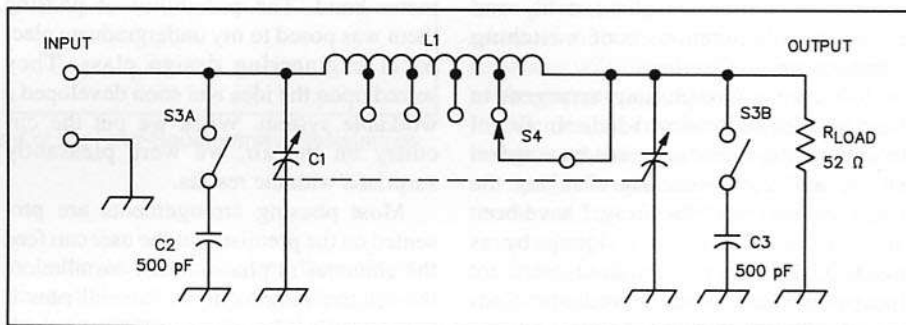 INPUT
L1
OUTPUT
S3A
C1
S4
S3B
RLOAD
52 Ω
C2
500 pF
C3
500 pF